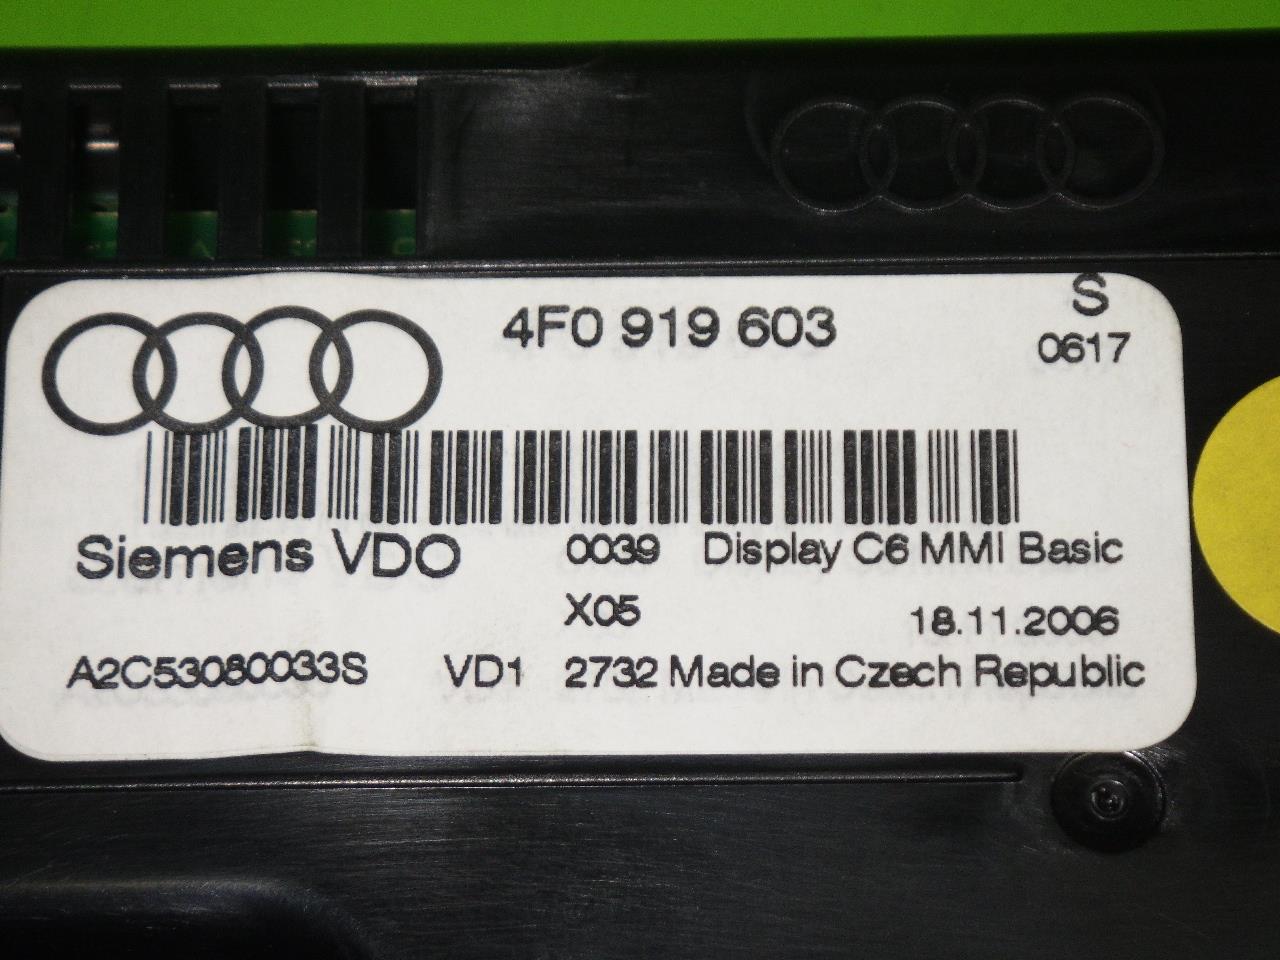 4F0 919 603
S
0617
Siemens VDO 0039 Display C6 MMI Basic
X05 18.11.2006
A2C53080033S VD1 2732 Made in Czech Republic